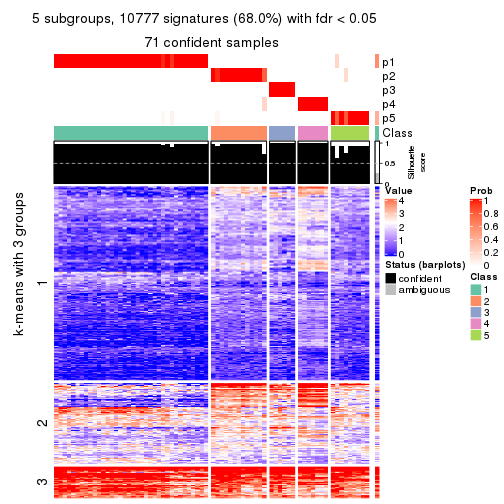 5 subgroups, 10777 signatures (68.0%) with fdr < 0.05
71 confident samples
p1
p2
p3
p4
p5
Class
1
0.5
0
Silhouette
score
k-means with 3 groups
1
2
3
Value
4
3
2
1
0
Status (barplots)
confident
ambiguous
Prob
1
0.8
0.6
0.4
0.2
0
Class
1
2
3
4
5